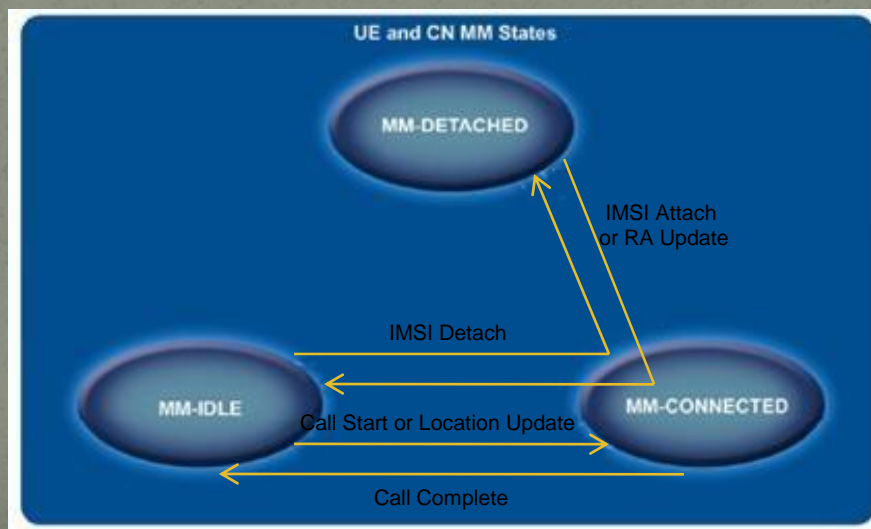 UE and CN MM States
MM-DETACHED
IMSI Attach
or RA Update
IMSI Detach
MM-IDLE
MM-CONNECTED
Call Start or Location Update
Call Complete